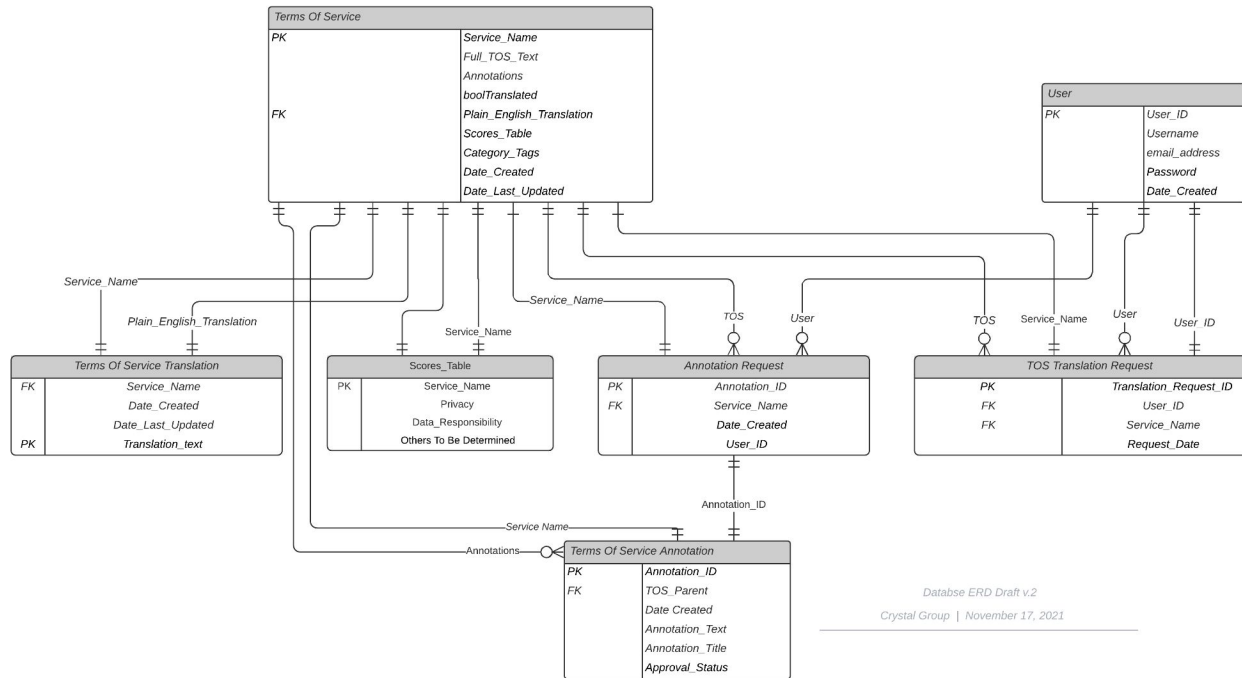 Terms Of Service
PK Service_Name
Full_TOS_Text
Annotations
boolTranslated
FK Plain_English_Translation
Scores_Table
Category_Tags
Date_Created
Date_Last_Updated
User
PK User_ID
Username
email_address
Password
Date_Created
Service_Name
Plain_English_Translation
Service_Name
Service_Name
TOS
User
TOS
Service_Name
User
User_ID
Terms Of Service Translation
FK Service_Name
Date_Created
Date_Last_Updated
PK Translation_text
Scores_Table
PK Service_Name
Privacy
Data_Responsibility
Others To Be Determined
Annotation Request
PK Annotation_ID
FK Service_Name
Date_Created
User_ID
TOS Translation Request
PK Translation_Request_ID
FK User_ID
FK Service_Name
Request_Date
Annotation_ID
Service Name
Annotations
Terms Of Service Annotation
PK Annotation_ID
FK TOS_Parent
Date Created
Annotation_Text
Annotation_Title
Approval_Status
Databse ERD Draft v.2
Crystal Group | November 17, 2021